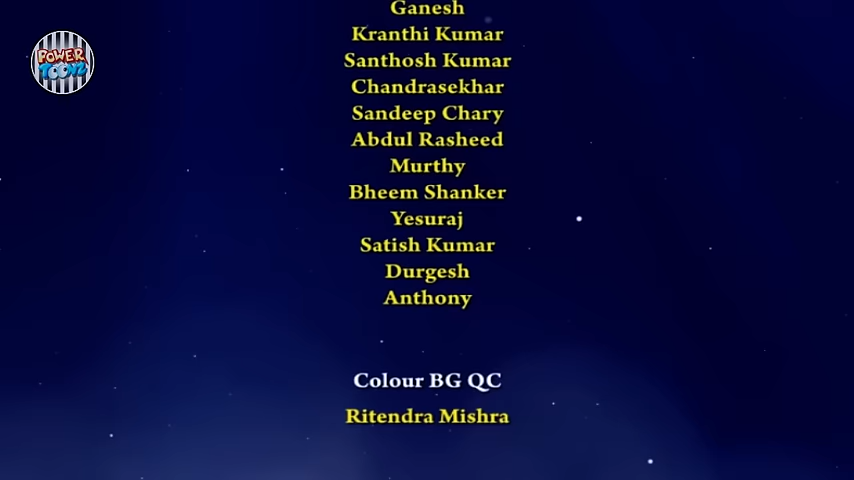 POWER
TOONZ
Ganesh
Kranthi Kumar
Santhosh Kumar
Chandrasekhar
Sandeep Chary
Abdul Rasheed
Murthy
Bheem Shanker
Yesuraj
Satish Kumar
Durgesh
Anthony
Colour BG QC
Ritendra Mishra